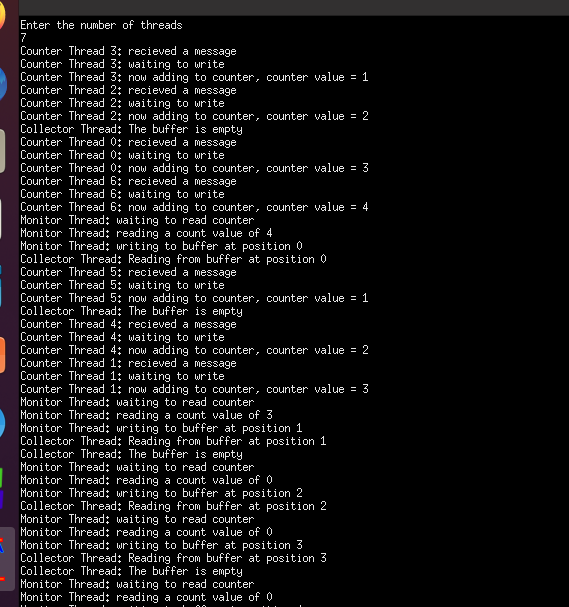 Enter the number of threads
7
Counter Thread 3: recieved a message
Counter Thread 3: waiting to write
Counter Thread 3: now adding to counter, counter value = 1
Counter Thread 2: recieved a message
Counter Thread 2: waiting to write
Counter Thread 2: now adding to counter, counter value = 2
Collector Thread: The buffer is empty
Counter Thread 0: recieved a message
Counter Thread 0: waiting to write
Counter Thread 0: now adding to counter, counter value = 3
Counter Thread 6: recieved a message
Counter Thread 6: waiting to write
Counter Thread 6: now adding to counter, counter value = 4
Monitor Thread: waiting to read counter
Monitor Thread: reading a count value of 4
Monitor Thread: writing to buffer at position 0
Collector Thread: Reading from buffer at position 0
Counter Thread 5: recieved a message
Counter Thread 5: waiting to write
Counter Thread 5: now adding to counter, counter value = 1
Collector Thread: The buffer is empty
Counter Thread 4: recieved a message
Counter Thread 4: waiting to write
Counter Thread 4: now adding to counter, counter value = 2
Counter Thread 1: recieved a message
Counter Thread 1: waiting to write
Counter Thread 1: now adding to counter, counter value = 3
Monitor Thread: waiting to read counter
Monitor Thread: reading a count value of 3
Monitor Thread: writing to buffer at position 1
Collector Thread: Reading from buffer at position 1
Collector Thread: The buffer is empty
Monitor Thread: waiting to read counter
Monitor Thread: reading a count value of 0
Monitor Thread: writing to buffer at position 2
Collector Thread: Reading from buffer at position 2
Monitor Thread: waiting to read counter
Monitor Thread: reading a count value of 0
Monitor Thread: writing to buffer at position 3
Collector Thread: Reading from buffer at position 3
Collector Thread: The buffer is empty
Monitor Thread: waiting to read counter
Monitor Thread: reading a count value of 0